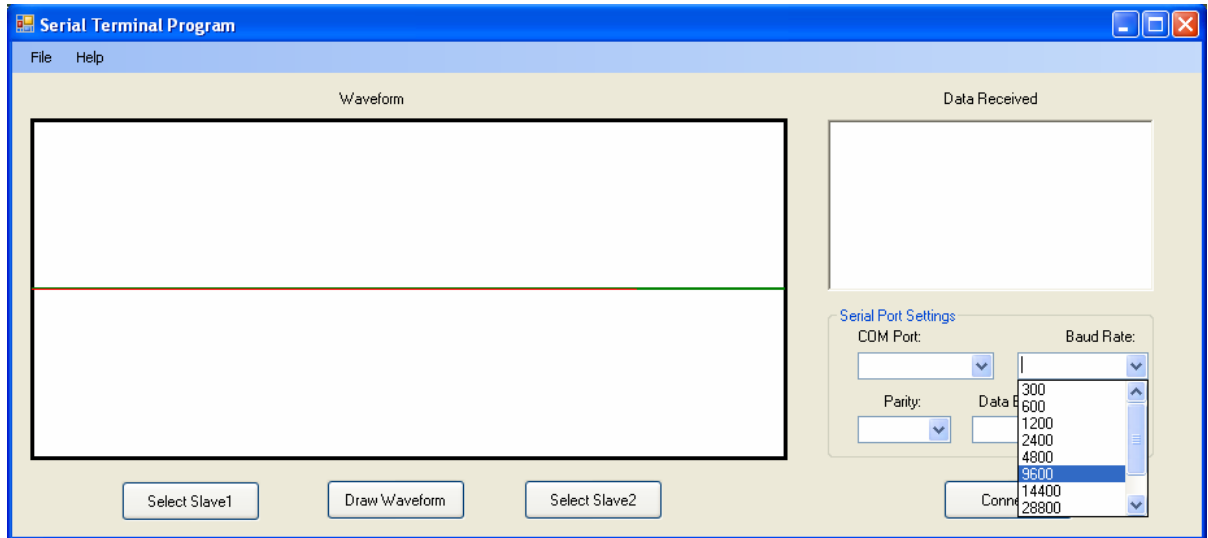 Serial Terminal Program
File Help
Waveform
Data Received
Serial Port Settings
COM Port: Baud Rate:
300
Parity: Data
600
1200
2400
4800
9600
14400
28800
Select Slave1 Draw Waveform Select Slave2